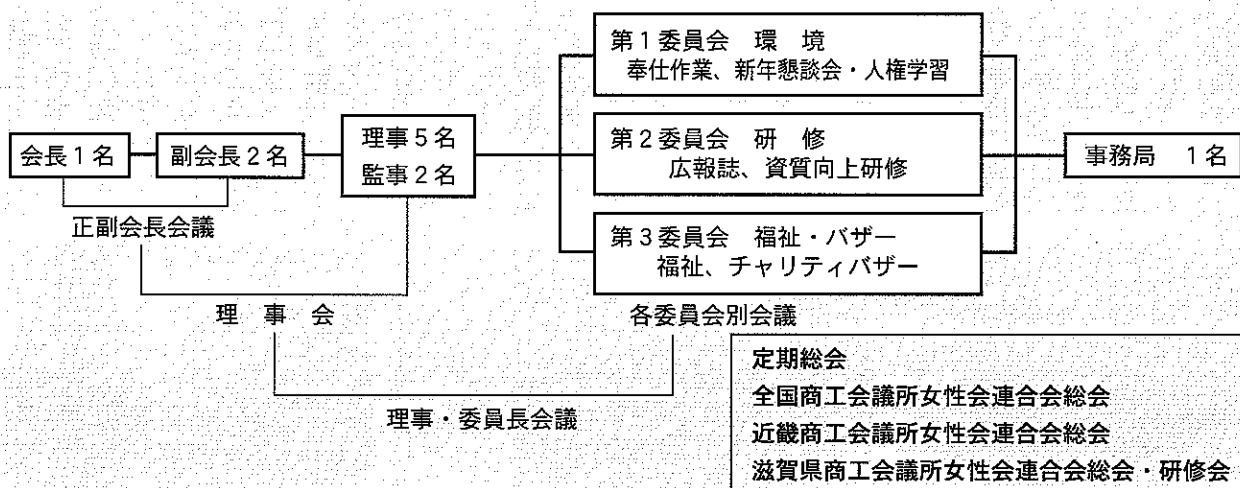 会長1名
副会長2名
理事5名
監事2名
第1委員会 環 境
奉仕作業、新年懇談会・人権学習
第2委員会 研 修
広報誌、資質向上研修
第3委員会 福祉・バザー
福祉、チャリティバザー
事務局 1名
正副会長会議
理 事 会
各委員会別会議
理事・委員長会議
定期総会
全国商工会議所女性会連合会総会
近畿商工会議所女性会連合会総会
滋賀県商工会議所女性会連合会総会・研修会